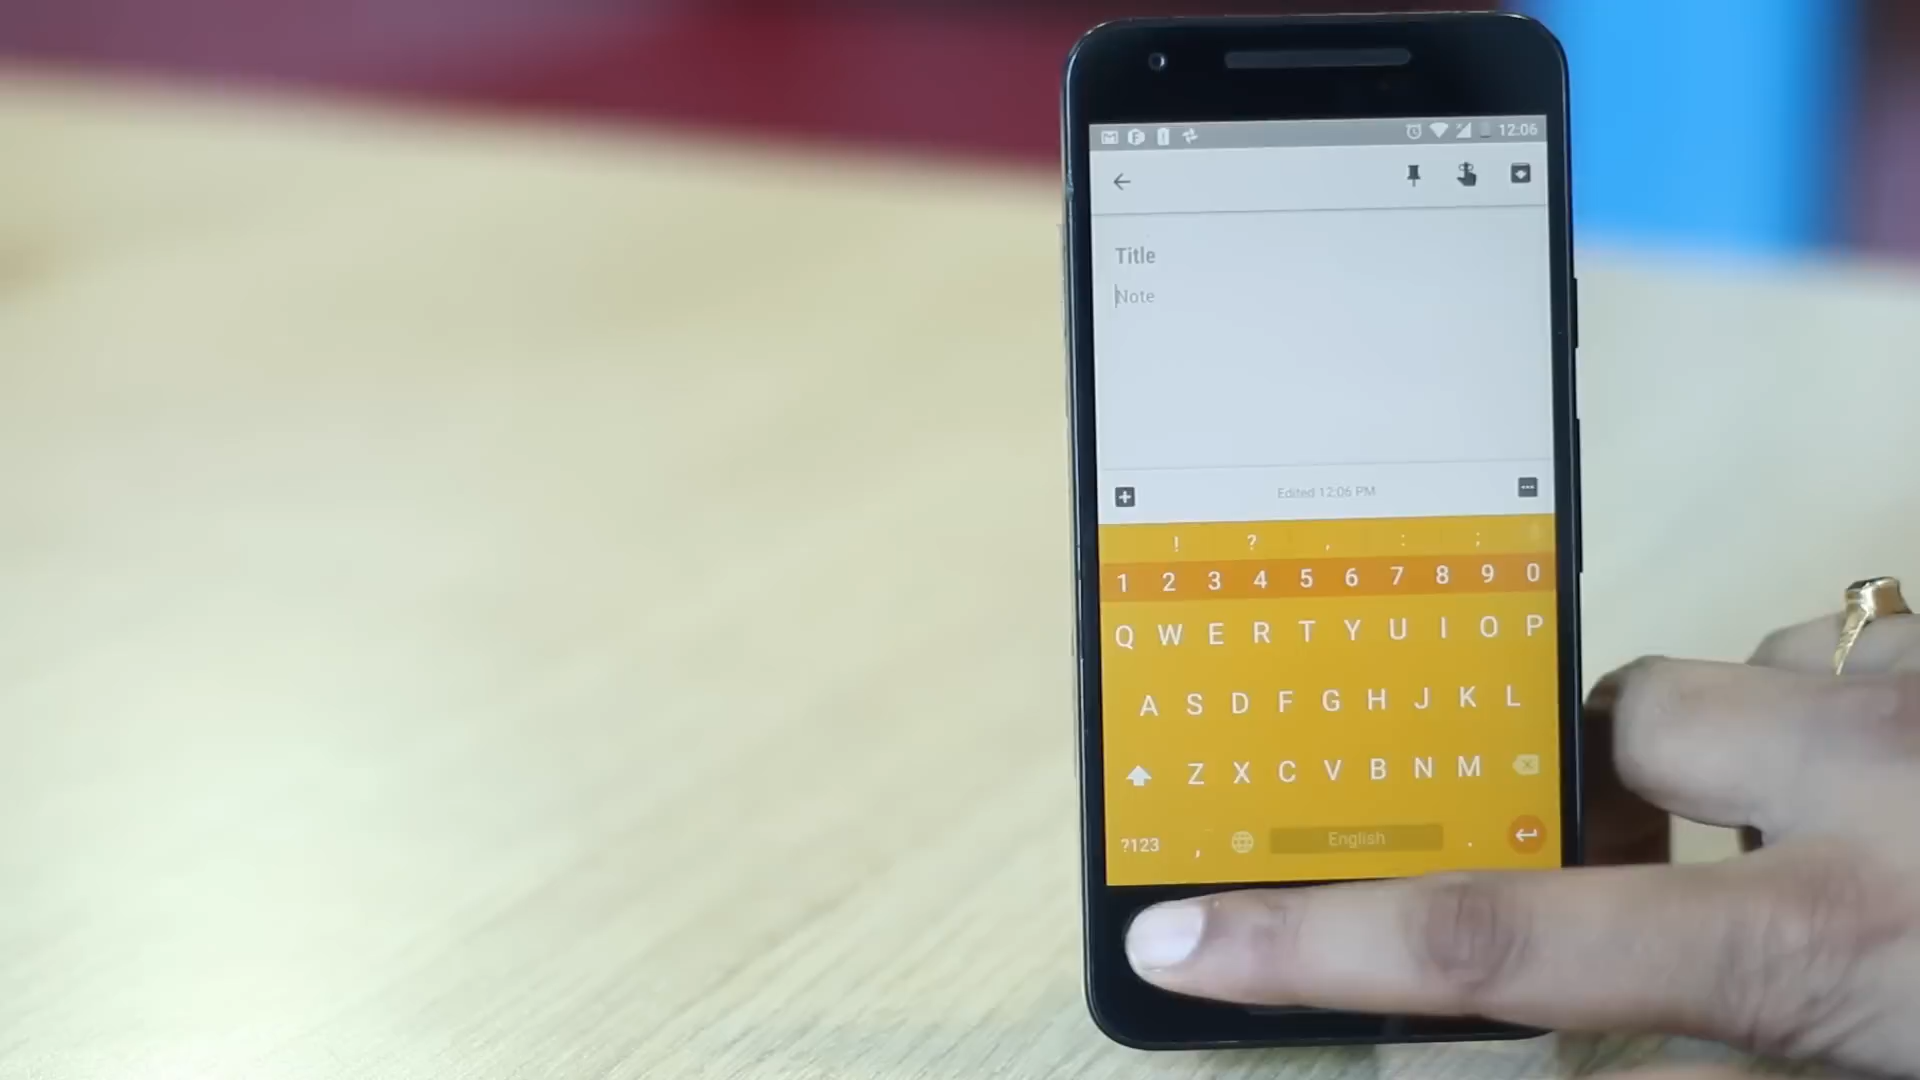 12:06
Title
Note
Edited 12:06 PM
! ? , : ;
1 2 3 4 5 6 7 8 9 0
Q W E R T Y U I O P
A S D F G H J K L
Z X C V B N M
?123 , English .